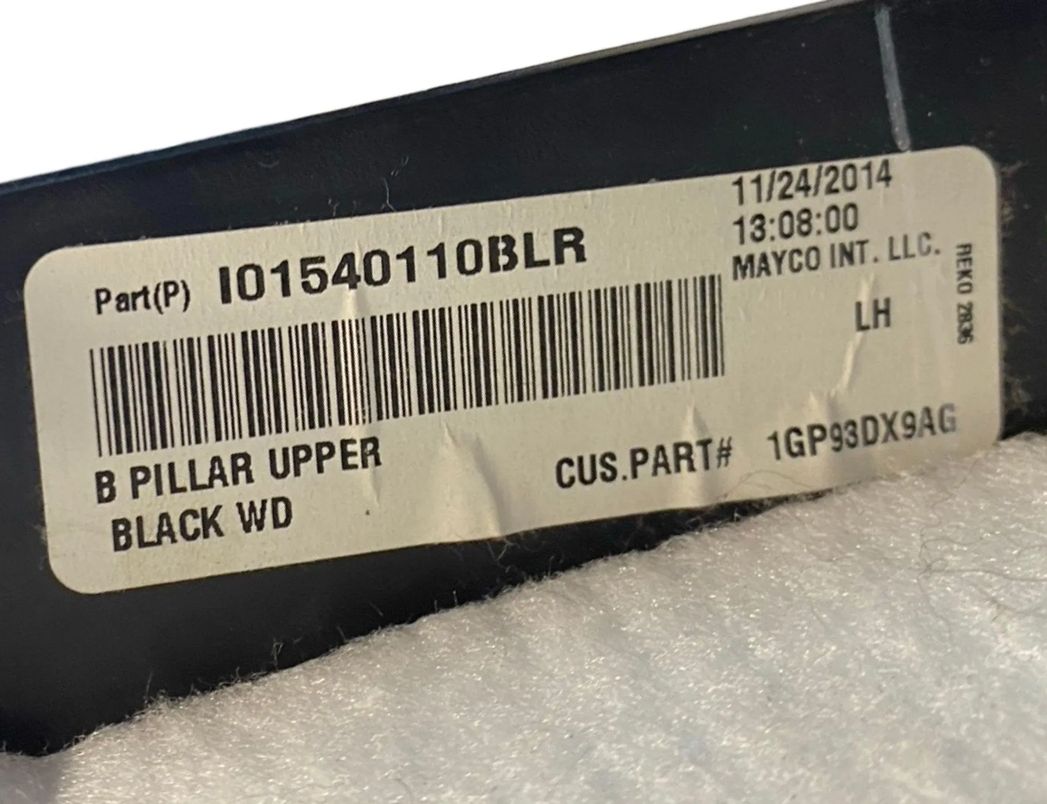 Part(P) I01540110BLR
11/24/2014
13:08:00
MAYCO INT. LLC.
LH
REKO 2836
B PILLAR UPPER
BLACK WD
CUS.PART# 1GP93DX9AG